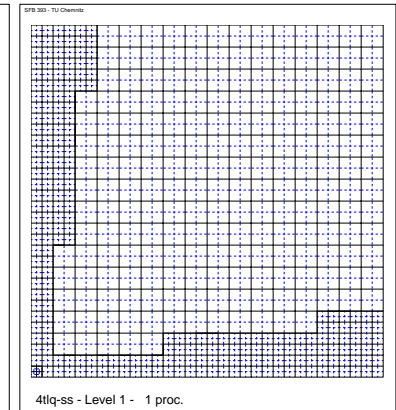 SFB 393 - TU Chemnitz
4tlq-ss - Level 1 - 1 proc.